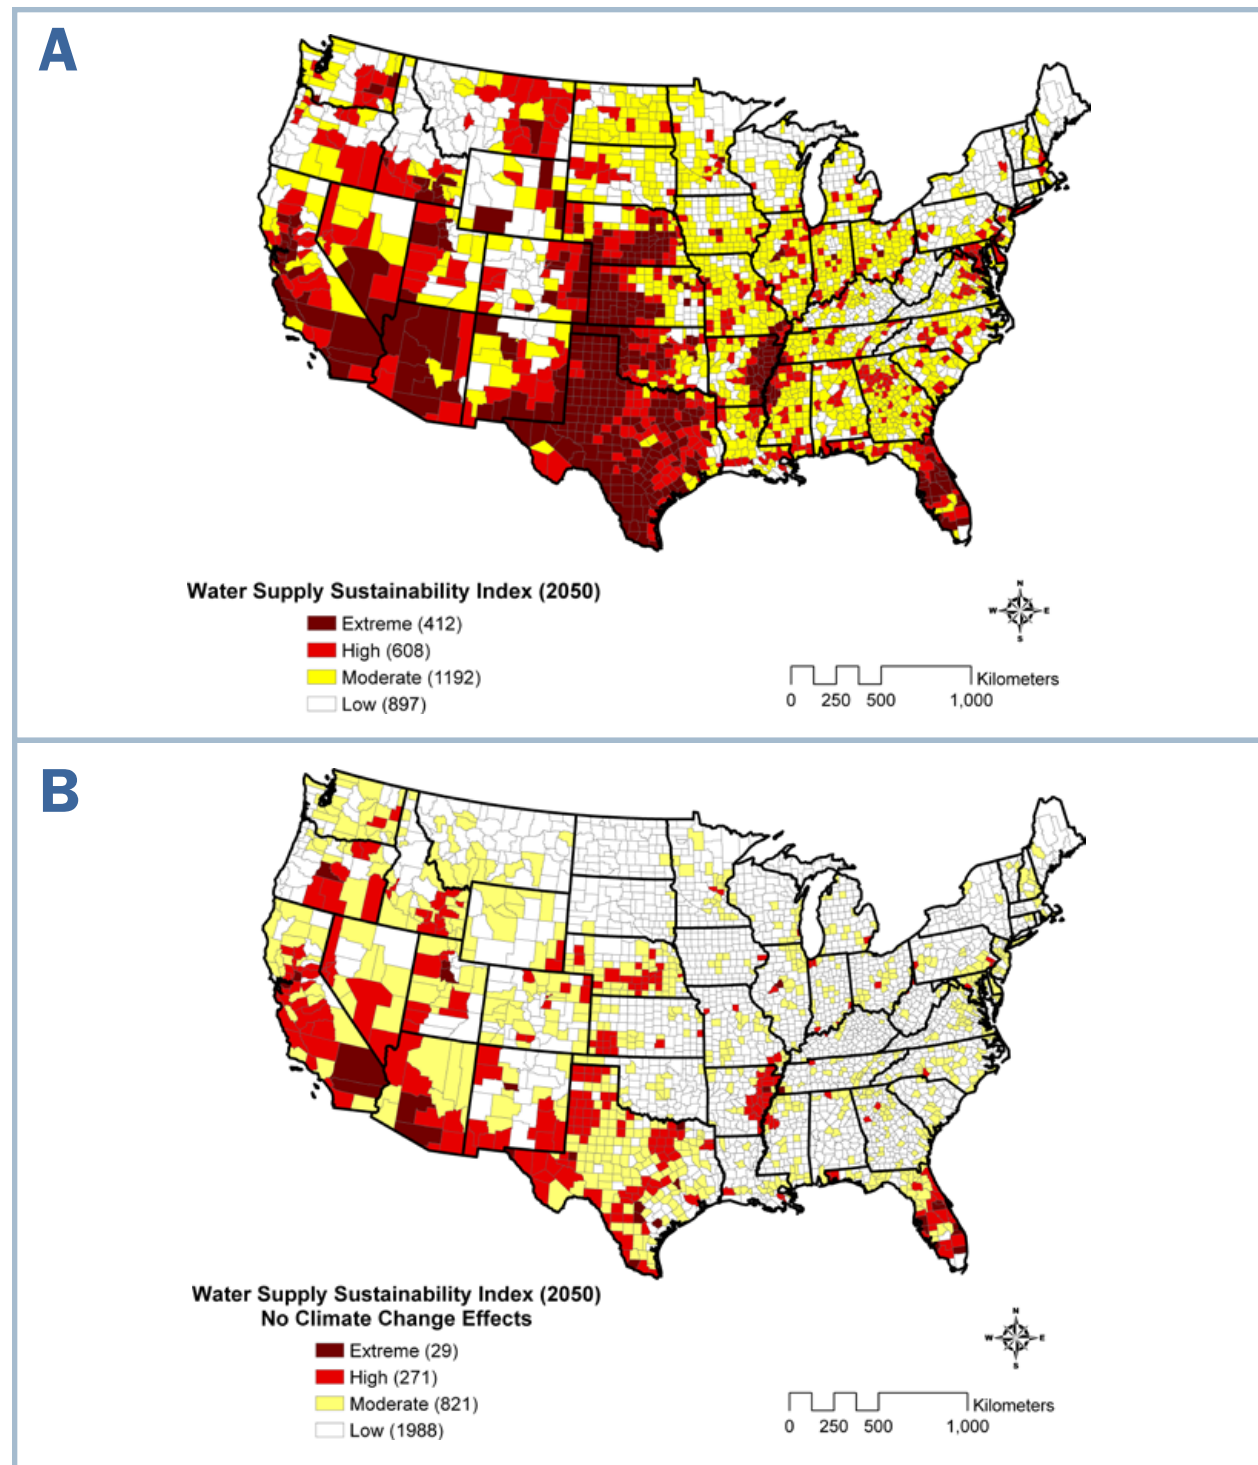 A
Water Supply Sustainability Index (2050)
Extreme (412)
High (608)
Moderate (1192)
Low (897)
N
W E
S
Kilometers
0 250 500 1,000
B
Water Supply Sustainability Index (2050)
No Climate Change Effects
Extreme (29)
High (271)
Moderate (821)
Low (1988)
N
W E
S
Kilometers
0 250 500 1,000